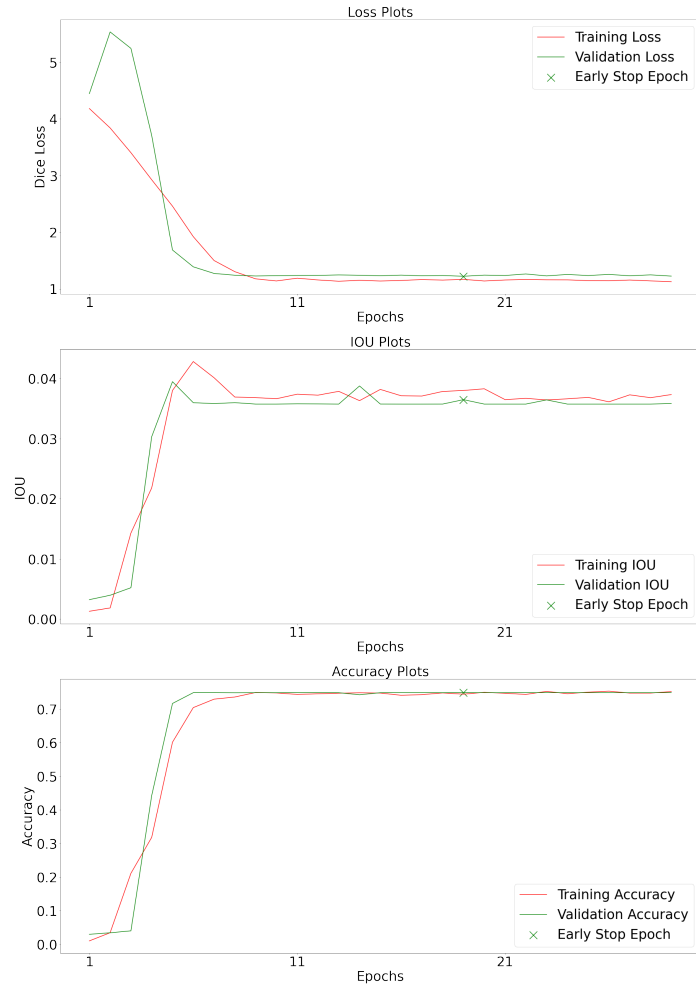 Loss Plots
Training Loss
Validation Loss
Early Stop Epoch
Dice Loss
5
4
3
2
1
1 11 21
Epochs
IOU Plots
0.04
0.03
0.02
0.01
0.00
IOU
Training IOU
Validation IOU
Early Stop Epoch
1 11 21
Epochs
Accuracy Plots
0.7
0.6
0.5
0.4
0.3
0.2
0.1
0.0
Accuracy
Training Accuracy
Validation Accuracy
Early Stop Epoch
1 11 21
Epochs